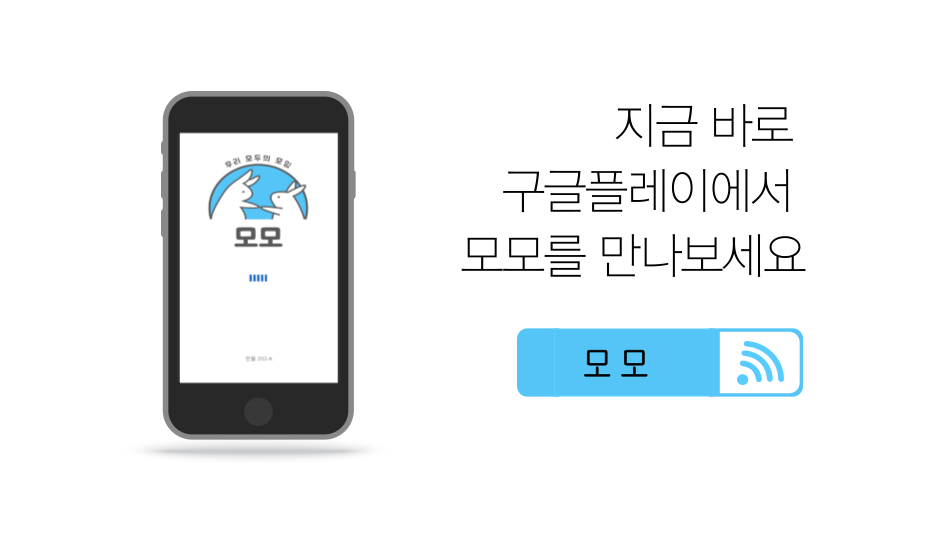 우리 모두의 모임
모모
지금 바로
구글플레이에서
모모를 만나보세요
모모